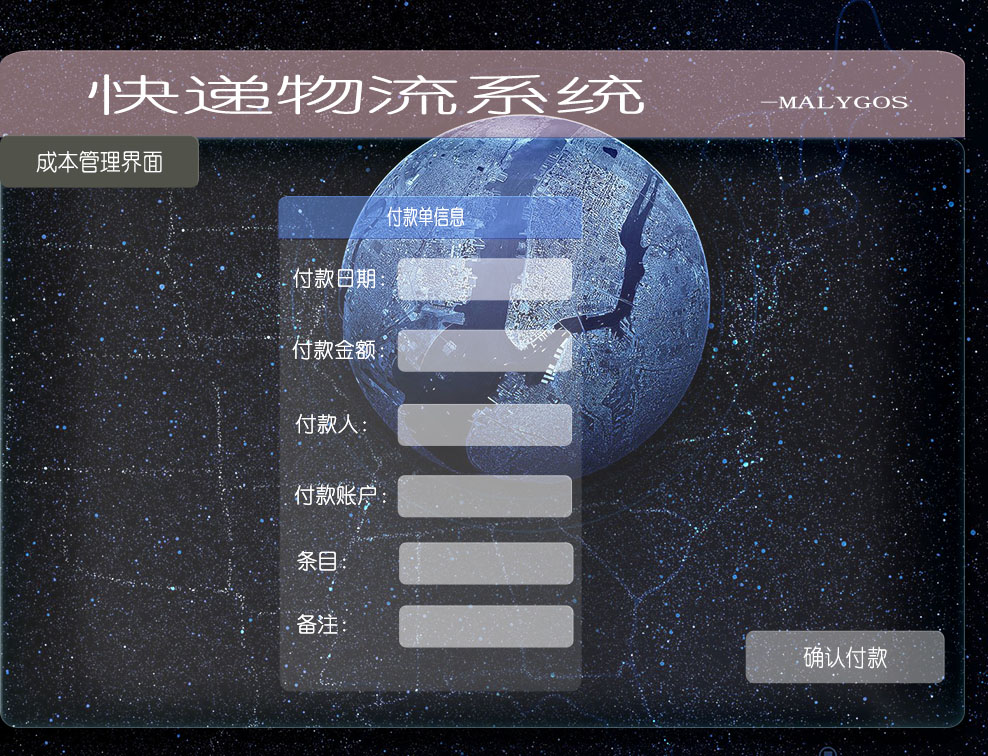 快递物流系统
—MALYGOS
成本管理界面
付款单信息
付款日期：
付款金额：
付款人：
付款账户：
条目：
备注：
确认付款